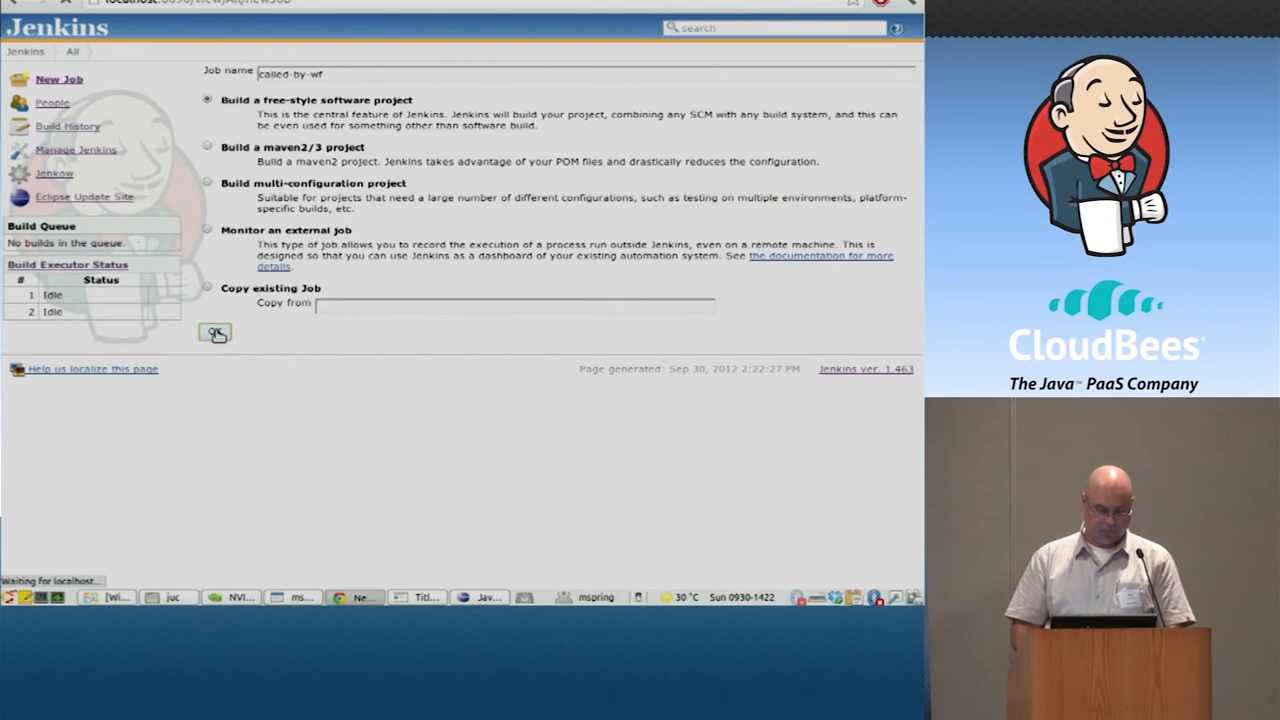 Jenkins
search
Jenkins
All
Job name called-by-wf
New Job
People
Build History
Manage Jenkins
Jenkow
Eclipse Update Site
Build Queue
No builds in the queue.
Build Executor Status
# Status
1 Idle
2 Idle
Build a free-style software project
This is the central feature of Jenkins. Jenkins will build your project, combining any SCM with any build system, and this can
be even used for something other than software build.
Build a maven2/3 project
Build a maven2 project. Jenkins takes advantage of your POM files and drastically reduces the configuration.
Build multi-configuration project
Suitable for projects that need a large number of different configurations, such as testing on multiple environments, platform-
specific builds, etc.
Monitor an external job
This type of job allows you to record the execution of a process run outside Jenkins, even on a remote machine. This is
designed so that you can use Jenkins as a dashboard of your existing automation system. See the documentation for more
details.
Copy existing Job
Copy from
OK
Help us localize this page
Page generated: Sep 30, 2012 2:22:27 PM
Jenkins ver. 1.463
Waiting for localhost...
[Wi...
juc
NVI...
ms...
Ne...
Titl...
Jav...
mspring
30 °C
Sun 0930-1422
CloudBees
The Java™ PaaS Company